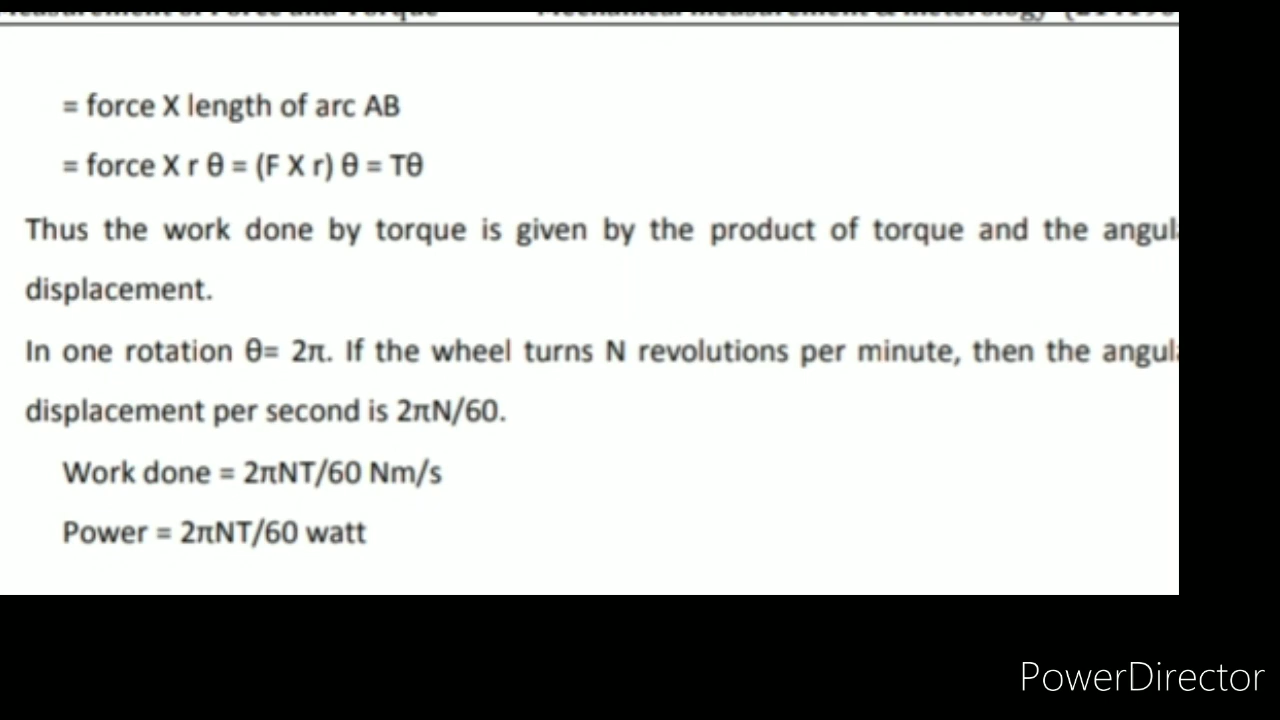 = force X length of arc AB
= force X r θ = (F X r) θ = Tθ
Thus the work done by torque is given by the product of torque and the
displacement.
In one rotation θ= 2π. If the wheel turns N revolutions per minute, then the
displacement per second is 2πN/60.
Work done = 2πNT/60 Nm/s
Power = 2πNT/60 watt
PowerDirector